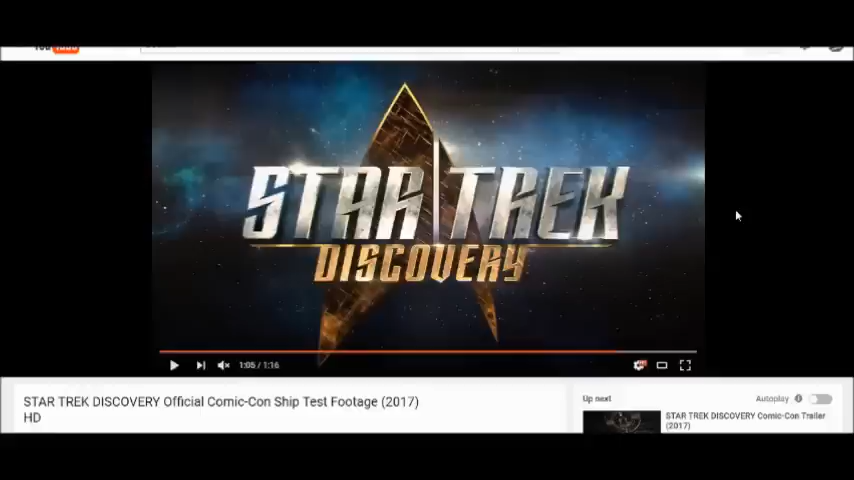 STAR TREK
DISCOVERY
1:05 / 1:16
STAR TREK DISCOVERY Official Comic-Con Ship Test Footage (2017)
HD
Up next
Autoplay
STAR TREK DISCOVERY Comic-Con Trailer
(2017)